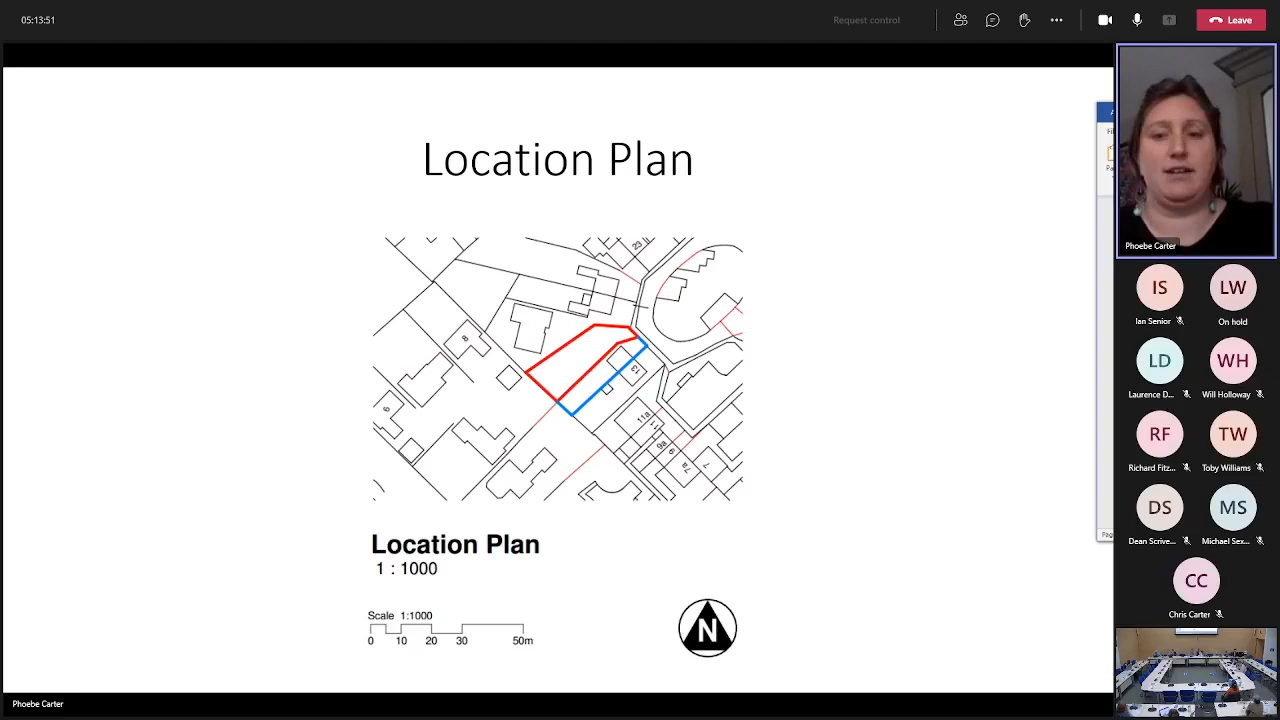 05:13:51
Request control
Leave
Location Plan
23
8
13
6
11a
11
9a
9
7a
7
Location Plan
1 : 1000
Scale 1:1000
0 10 20 30 50m
N
Phoebe Carter
IS
LW
Ian Senior
On hold
LD
WH
Laurence D...
Will Holloway
RF
TW
Richard Fitz...
Toby Williams
DS
MS
Dean Scrive...
Michael Sex...
CC
Chris Carter
Phoebe Carter